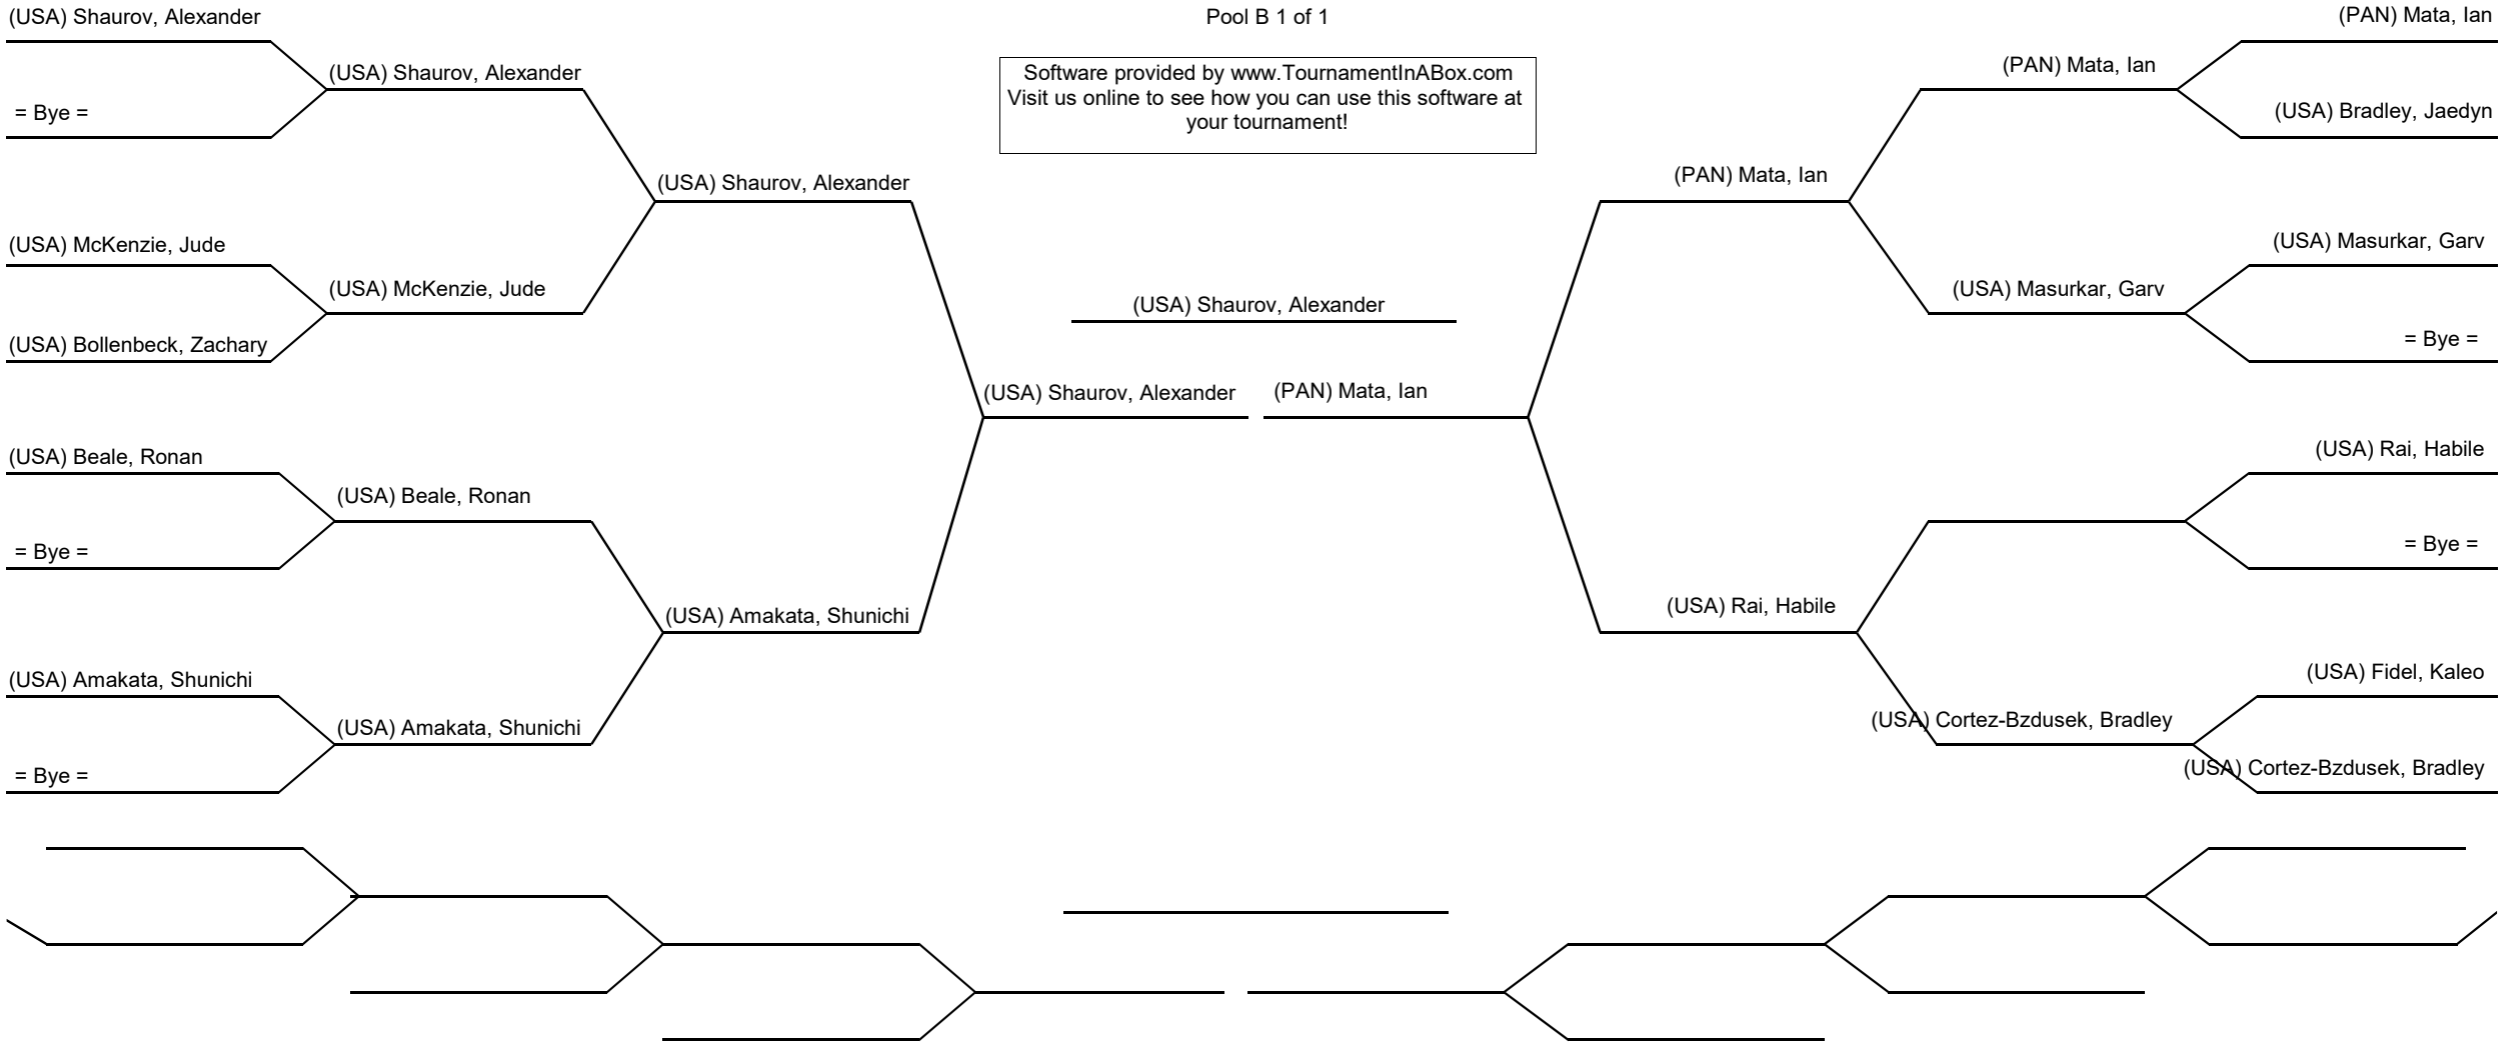 Pool B 1 of 1
Software provided by www.TournamentInABox.com
Visit us online to see how you can use this software at
your tournament!
(USA) Shaurov, Alexander
= Bye =
(USA) McKenzie, Jude
(USA) Bollenbeck, Zachary
(USA) Beale, Ronan
= Bye =
(USA) Amakata, Shunichi
= Bye =
(USA) Shaurov, Alexander
(USA) McKenzie, Jude
(USA) Beale, Ronan
(USA) Amakata, Shunichi
(USA) Shaurov, Alexander
(USA) Amakata, Shunichi
(USA) Shaurov, Alexander
(USA) Shaurov, Alexander
(PAN) Mata, Ian
(PAN) Mata, Ian
(USA) Rai, Habile
(PAN) Mata, Ian
(USA) Masurkar, Garv
(USA) Cortez-Bzdusek, Bradley
(PAN) Mata, Ian
(USA) Bradley, Jaedyn
(USA) Masurkar, Garv
= Bye =
(USA) Rai, Habile
= Bye =
(USA) Fidel, Kaleo
(USA) Cortez-Bzdusek, Bradley